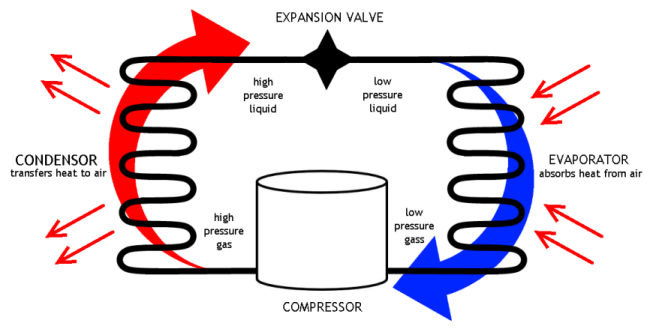 EXPANSION VALVE
high
pressure
liquid
low
pressure
liquid
CONDENSOR
transfers heat to air
EVAPORATOR
absorbs heat from air
high
pressure
gas
low
pressure
gass
COMPRESSOR